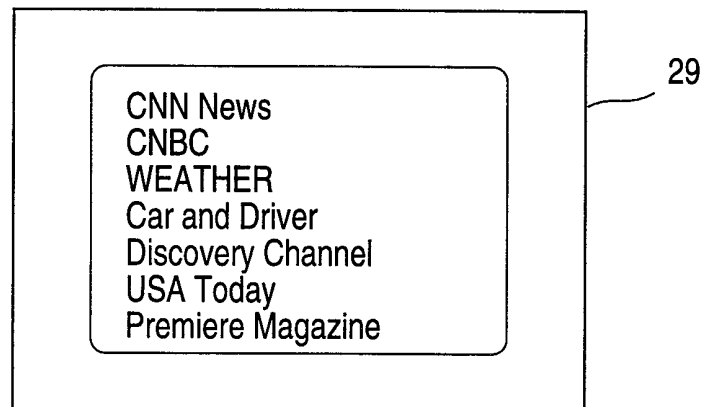 29
CNN News
CNBC
WEATHER
Car and Driver
Discovery Channel
USA Today
Premiere Magazine